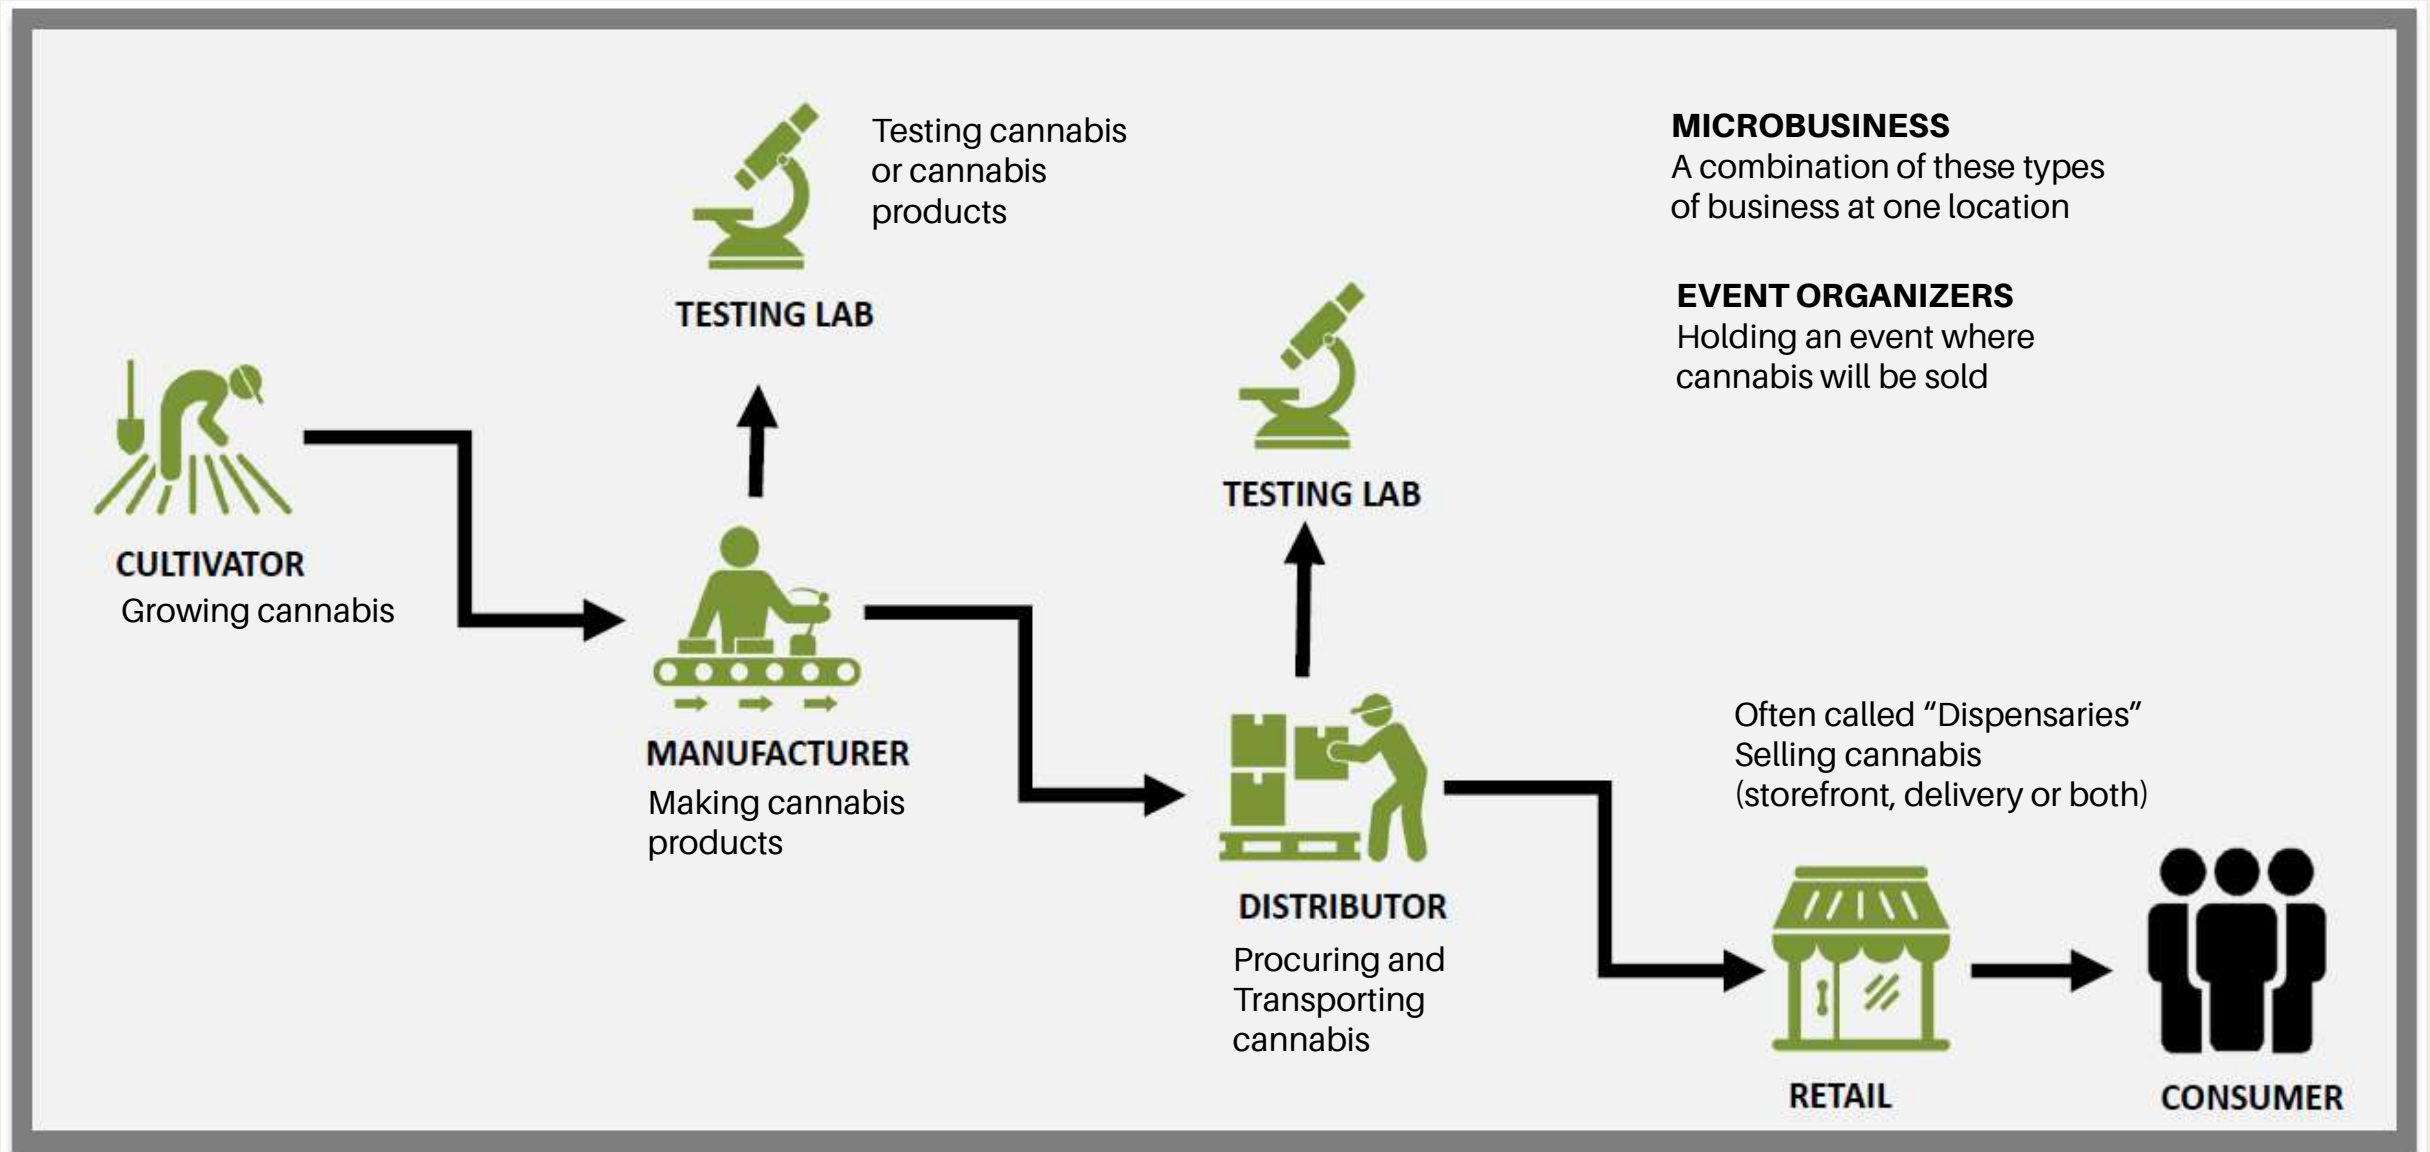 Testing cannabis
or cannabis
products
TESTING LAB
MICROBUSINESS
A combination of these types
of business at one location
EVENT ORGANIZERS
Holding an event where
cannabis will be sold
TESTING LAB
CULTIVATOR
Growing cannabis
MANUFACTURER
Making cannabis
products
DISTRIBUTOR
Procuring and
Transporting
cannabis
Often called “Dispensaries”
Selling cannabis
(storefront, delivery or both)
RETAIL
CONSUMER